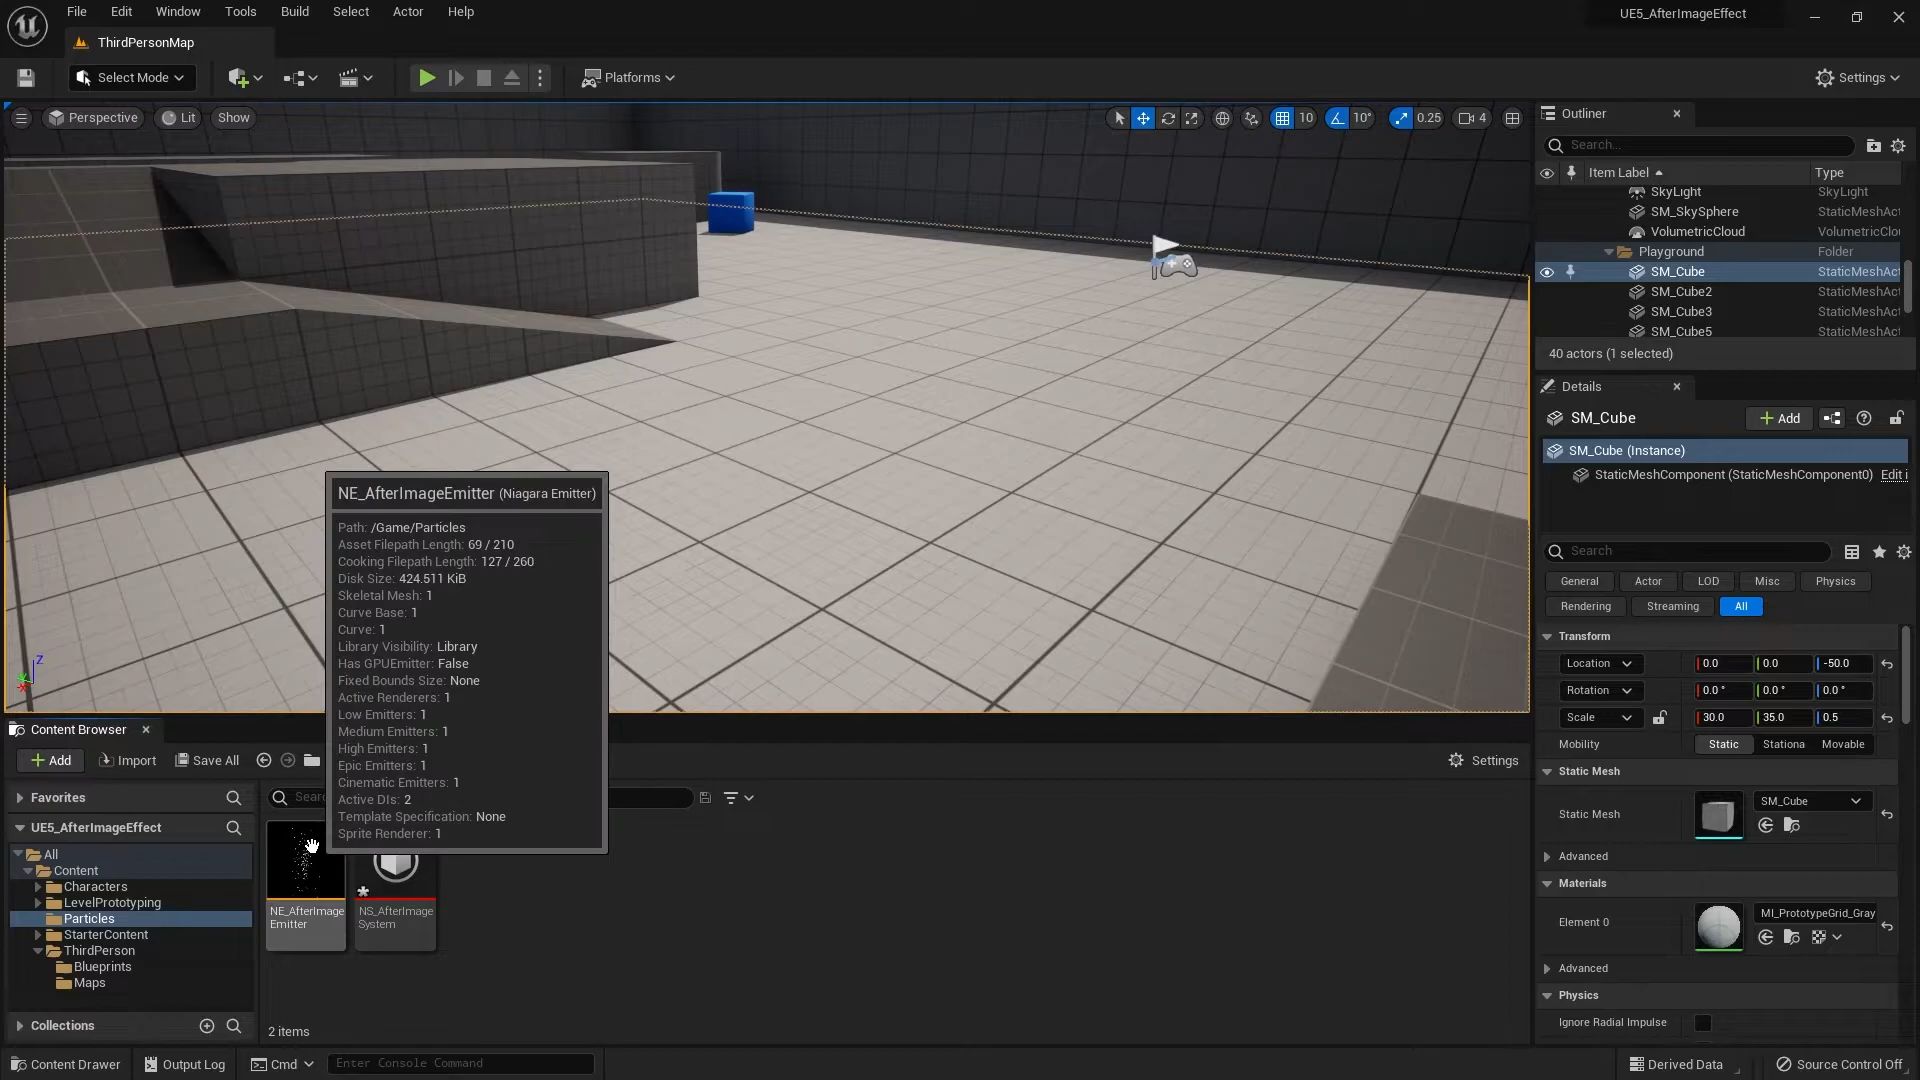 File Edit Window Tools Build Select Actor Help
UE5_AfterImageEffect
ThirdPersonMap
Select Mode
Platforms
Settings
Perspective
Lit
Show
10
10°
0.25
4
Outliner
Search...
Item Label
Type
SkyLight SkyLight
SM_SkySphere StaticMeshAct
VolumetricCloud VolumetricClou
Playground Folder
SM_Cube StaticMeshAct
SM_Cube2 StaticMeshAct
SM_Cube3 StaticMeshAct
SM_Cube5 StaticMeshAct
40 actors (1 selected)
Details
SM_Cube
Add
SM_Cube (Instance)
StaticMeshComponent (StaticMeshComponent0) Edit i
Search
General Actor LOD Misc Physics
Rendering Streaming All
Transform
Location 0.0 0.0 -50.0
Rotation 0.0 ° 0.0 ° 0.0 °
Scale 30.0 35.0 0.5
Mobility Static Stationa Movable
Static Mesh
Static Mesh
SM_Cube
Advanced
Materials
Element 0
MI_PrototypeGrid_Gray
Advanced
Physics
Ignore Radial Impulse
NE_AfterImageEmitter (Niagara Emitter)
Path: /Game/Particles
Asset Filepath Length: 69 / 210
Cooking Filepath Length: 127 / 260
Disk Size: 424.511 KiB
Skeletal Mesh: 1
Curve Base: 1
Curve: 1
Library Visibility: Library
Has GPUEmitter: False
Fixed Bounds Size: None
Active Renderers: 1
Low Emitters: 1
Medium Emitters: 1
High Emitters: 1
Epic Emitters: 1
Cinematic Emitters: 1
Active DIs: 2
Template Specification: None
Sprite Renderer: 1
Z
Content Browser
Add
Import
Save All
Settings
Favorites
UE5_AfterImageEffect
All
Content
Characters
LevelPrototyping
Particles
StarterContent
ThirdPerson
Blueprints
Maps
Collections
Sear
NE_AfterImage
Emitter
NS_AfterImage
System
2 items
Content Drawer
Output Log
Cmd
Enter Console Command
Derived Data
Source Control Off